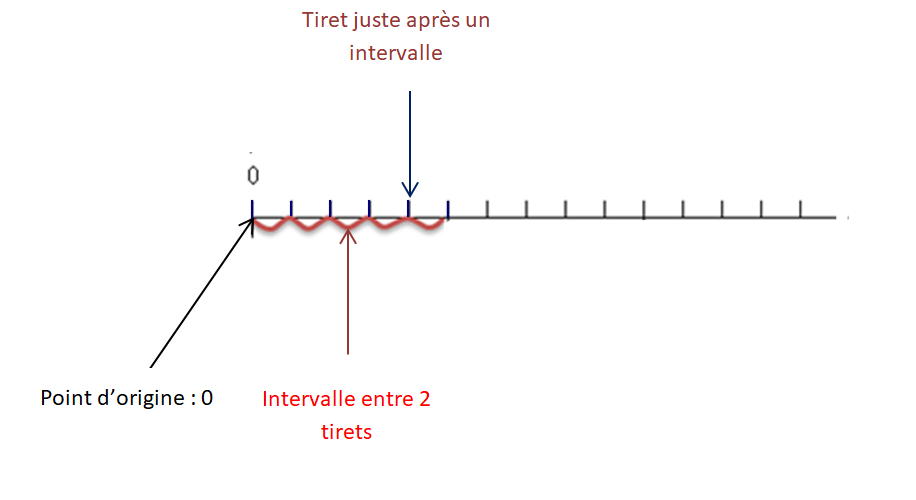 Tiret juste après un
intervalle
0
Point d'origine : 0
Intervalle entre 2
tirets